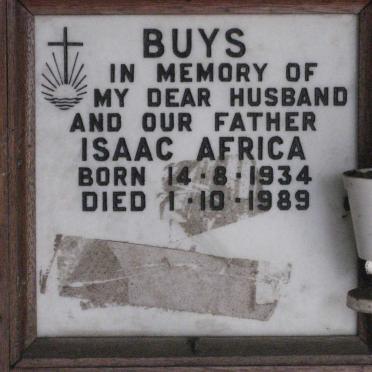 BUYS
IN MEMORY OF
MY DEAR HUSBAND
AND OUR FATHER
ISAAC AFRICA
BORN 14·8·1934
DIED 1·10·1989